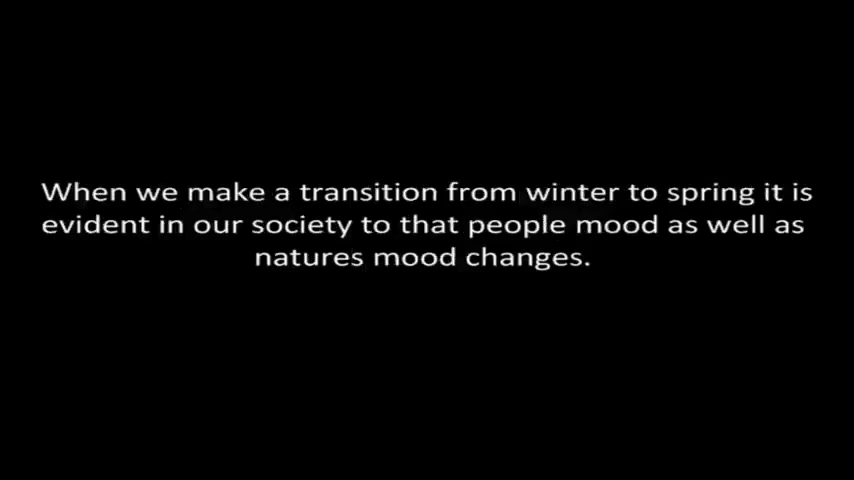 When we make a transition from winter to spring it is
evident in our society to that people mood as well as
natures mood changes.